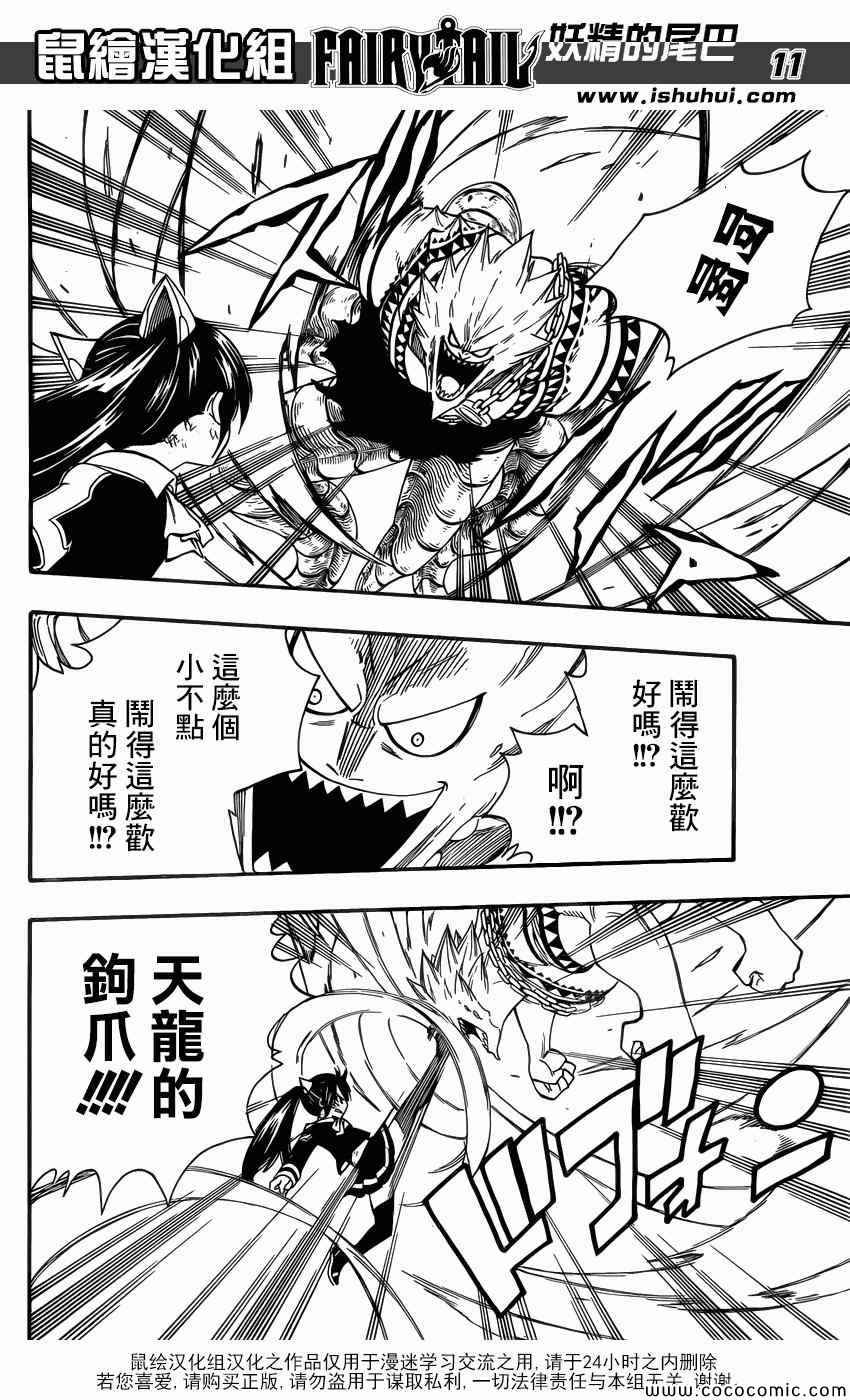 鼠繪漢化組 FAIRY TAIL 妖精的尾巴 11
www.ishuhui.com
哥
哥
鬧得這麼歡
好嗎!!?
啊!!?
這麼個
小不點
鬧得這麼歡
真的好嗎!!?
天龍的
鉤爪!!!!
ドフォン
鼠绘汉化组汉化之作品仅用于漫迷学习交流之用,请于24小时之内删除
若您喜爱,请购买正版,请勿盗用于谋取私利,一切法律责任与本组无关,谢谢.
www.cococomic.com